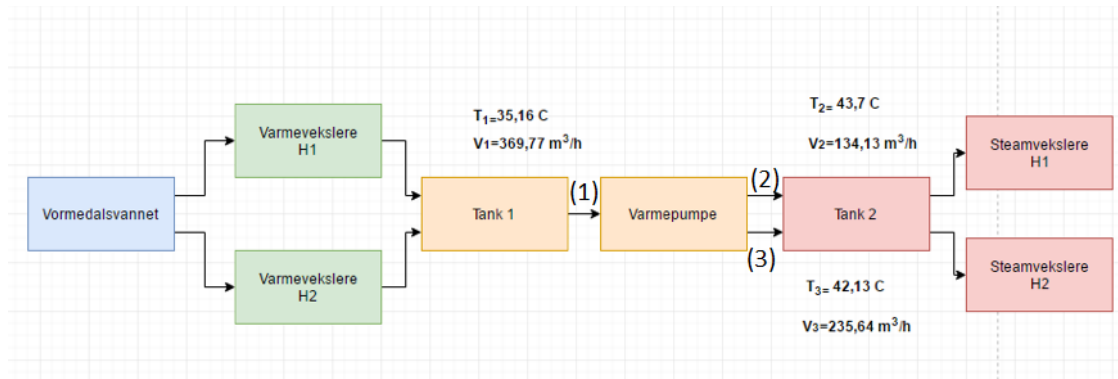 Vormedalsvannet
Varmevekslere
H1
Varmevekslere
H2
T1=35,16 C
V1=369,77 m³/h
Tank 1
(1)
Varmepumpe
(2)
(3)
T2= 43,7 C
V2=134,13 m³/h
Tank 2
T3= 42,13 C
V3=235,64 m³/h
Steamvekslere
H1
Steamvekslere
H2